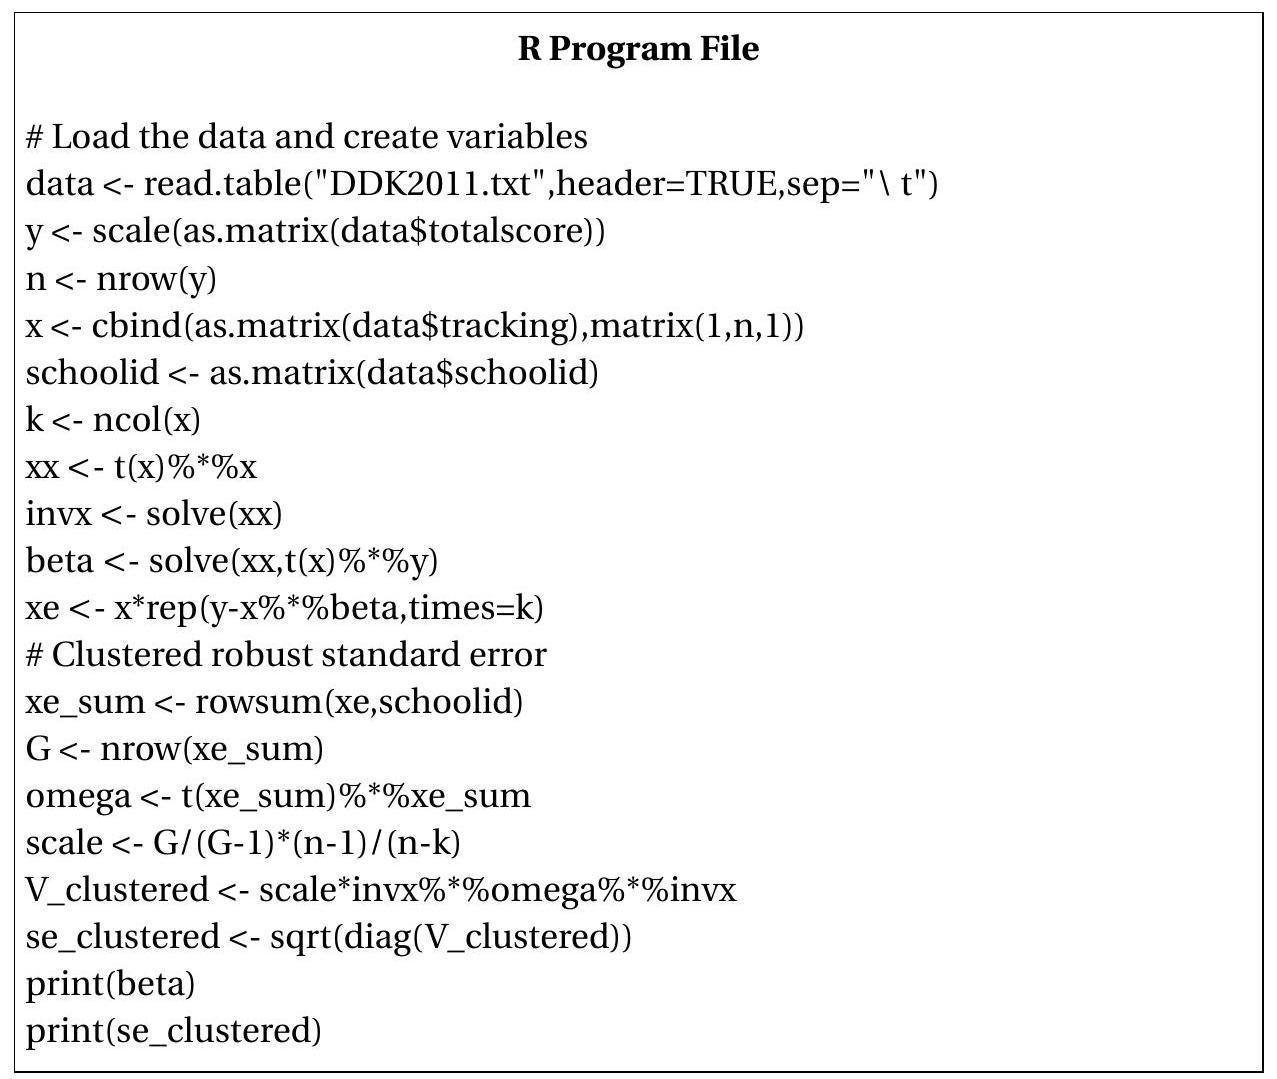 R Program File
# Load the data and create variables
data <- read.table("DDK2011.txt",header=TRUE,sep="\ t")
y <- scale(as.matrix(data$totalscore))
n <- nrow(y)
x <- cbind(as.matrix(data$tracking),matrix(1,n,1))
schoolid <- as.matrix(data$schoolid)
k <- ncol(x)
xx <- t(x)%*%x
invx <- solve(xx)
beta <- solve(xx,t(x)%*%y)
xe <- x*rep(y-x%*%beta,times=k)
# Clustered robust standard error
xe_sum <- rowsum(xe,schoolid)
G <- nrow(xe_sum)
omega <- t(xe_sum)%*%xe_sum
scale <- G/(G-1)*(n-1)/(n-k)
V_clustered <- scale*invx%*%omega%*%invx
se_clustered <- sqrt(diag(V_clustered))
print(beta)
print(se_clustered)